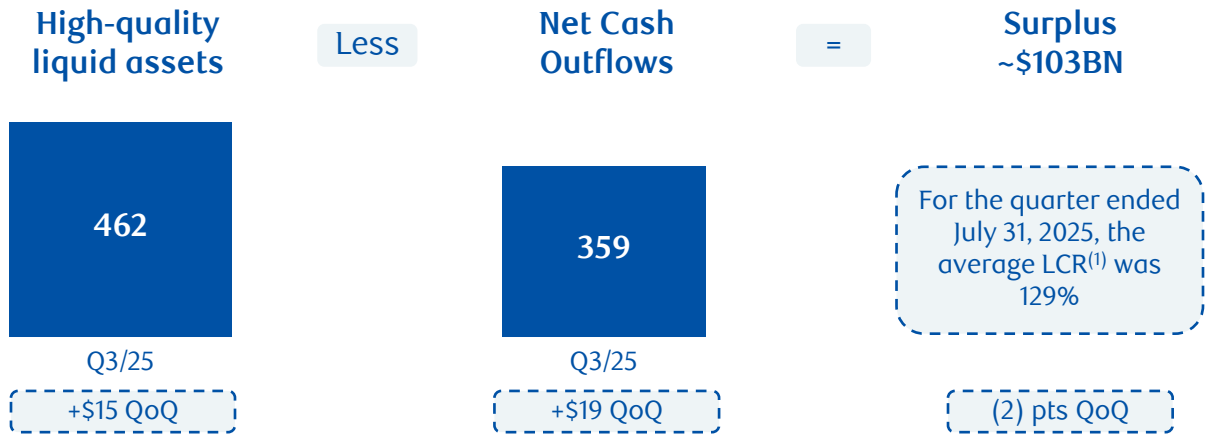 High-quality
liquid assets
Less
Net Cash
Outflows
=
Surplus
~$103BN
462
359
For the quarter ended
July 31, 2025, the
average LCR(1) was
129%
Q3/25
Q3/25
+$15 QoQ
+$19 QoQ
(2) pts QoQ